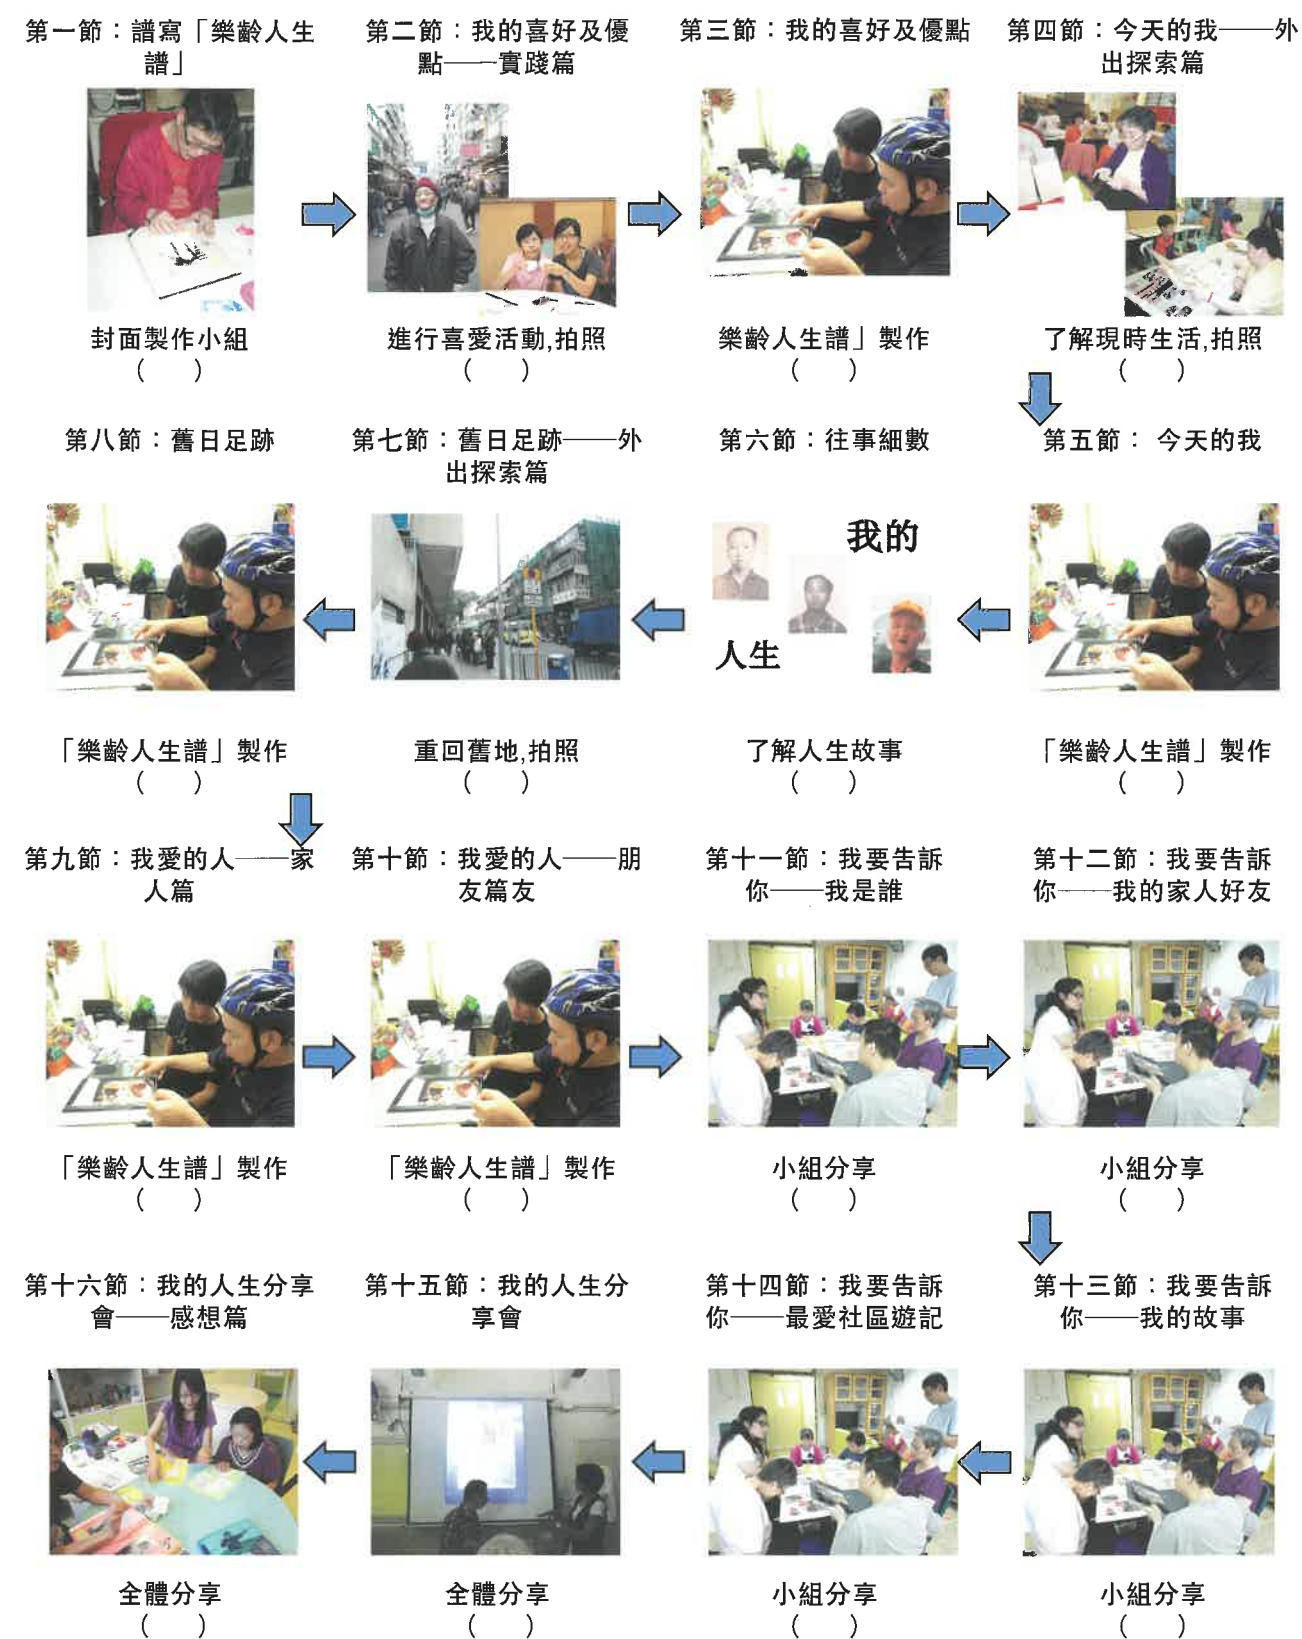 第一節：譜寫「樂齡人生
譜」
封面製作小組
（　　）
第二節：我的喜好及優
點——實踐篇
進行喜愛活動,拍照
（　　）
第三節：我的喜好及優點
樂齡人生譜」製作
（　　）
第四節：今天的我——外
出探索篇
了解現時生活,拍照
（　　）
第五節： 今天的我
「樂齡人生譜」製作
（　　）
第六節：往事細數
我的
人生
了解人生故事
（　　）
第七節：舊日足跡——外
出探索篇
重回舊地,拍照
（　　）
第八節：舊日足跡
「樂齡人生譜」製作
（　　）
第九節：我愛的人——家
人篇
「樂齡人生譜」製作
（　　）
第十節：我愛的人——朋
友篇友
「樂齡人生譜」製作
（　　）
第十一節：我要告訴
你——我是誰
小組分享
（　　）
第十二節：我要告訴
你——我的家人好友
小組分享
（　　）
第十三節：我要告訴
你——我的故事
小組分享
（　　）
第十四節：我要告訴
你——最愛社區遊記
小組分享
（　　）
第十五節：我的人生分
享會
全體分享
（　　）
第十六節：我的人生分享
會——感想篇
全體分享
（　　）